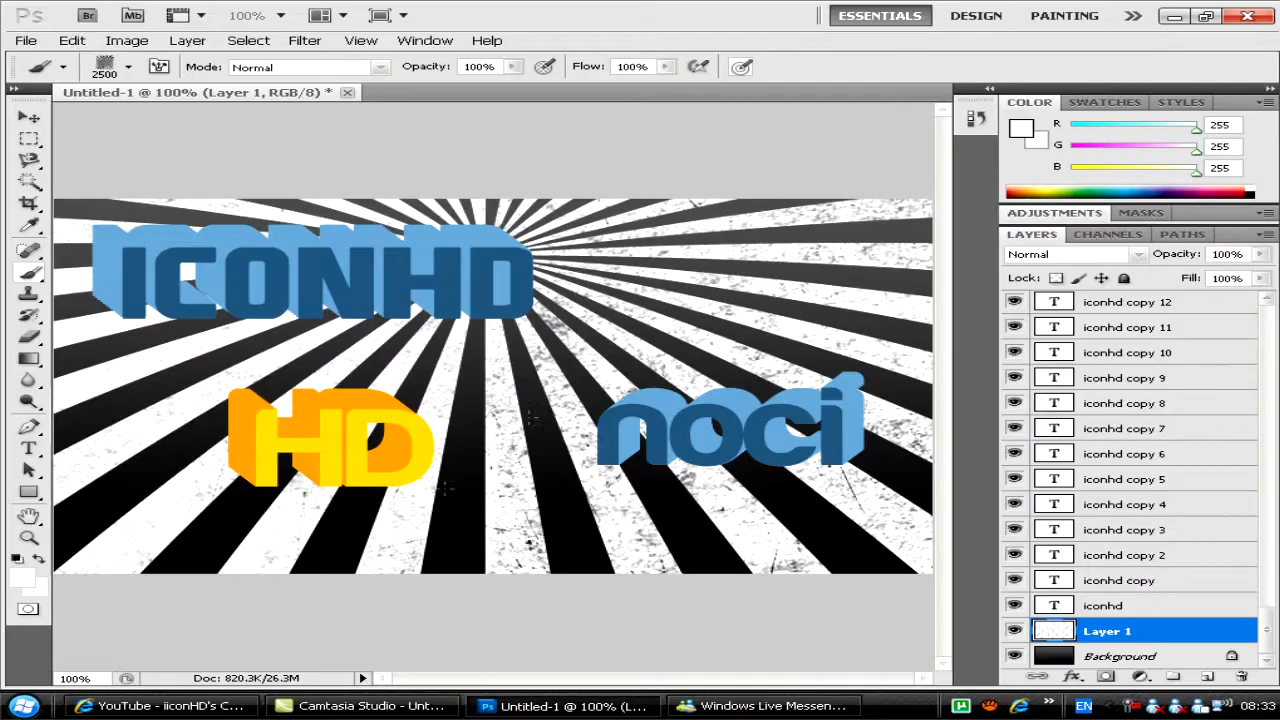 Ps Br Mb 100% ESSENTIALS DESIGN PAINTING
File Edit Image Layer Select Filter View Window Help
2500 Mode: Normal Opacity: 100% Flow: 100%
Untitled-1 @ 100% (Layer 1, RGB/8) *
COLOR SWATCHES STYLES
R 255
G 255
B 255
ADJUSTMENTS MASKS
LAYERS CHANNELS PATHS
Normal Opacity: 100%
Lock: Fill: 100%
ICONHD
HD
noci
T iconhd copy 12
T iconhd copy 11
T iconhd copy 10
T iconhd copy 9
T iconhd copy 8
T iconhd copy 7
T iconhd copy 6
T iconhd copy 5
T iconhd copy 4
T iconhd copy 3
T iconhd copy 2
T iconhd copy
T iconhd
Layer 1
Background
100% Doc: 820.3K/26.3M
YouTube - iiconHD's C... Camtasia Studio - Unt... Ps Untitled-1 @ 100% (L... Windows Live Messen... EN 08:33